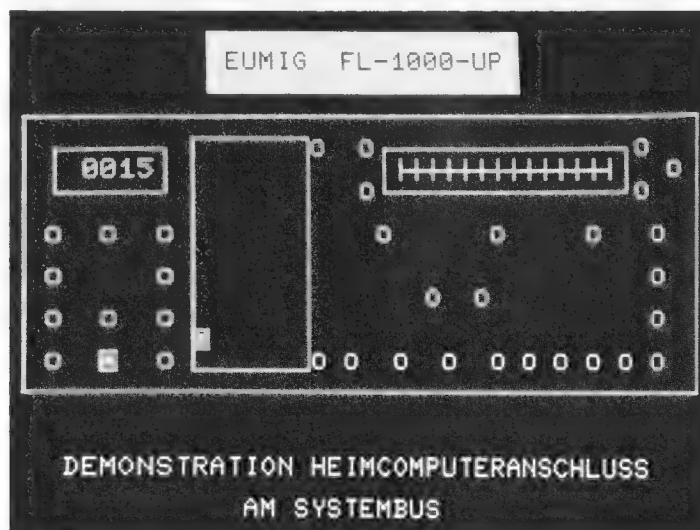 EUMIG FL-1000-UP
0015
DEMONSTRATION HEIMCOMPUTERANSCHLUSS
AM SYSTEMBUS